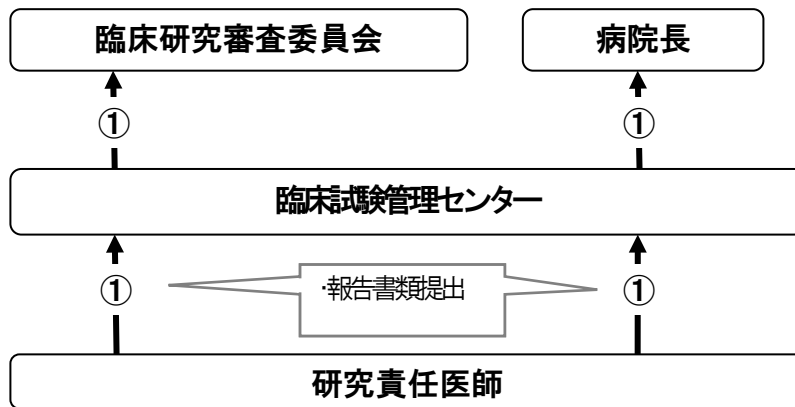 臨床研究審査委員会
病院長
①
①
臨床試験管理センター
①
・報告書類提出
①
研究責任医師